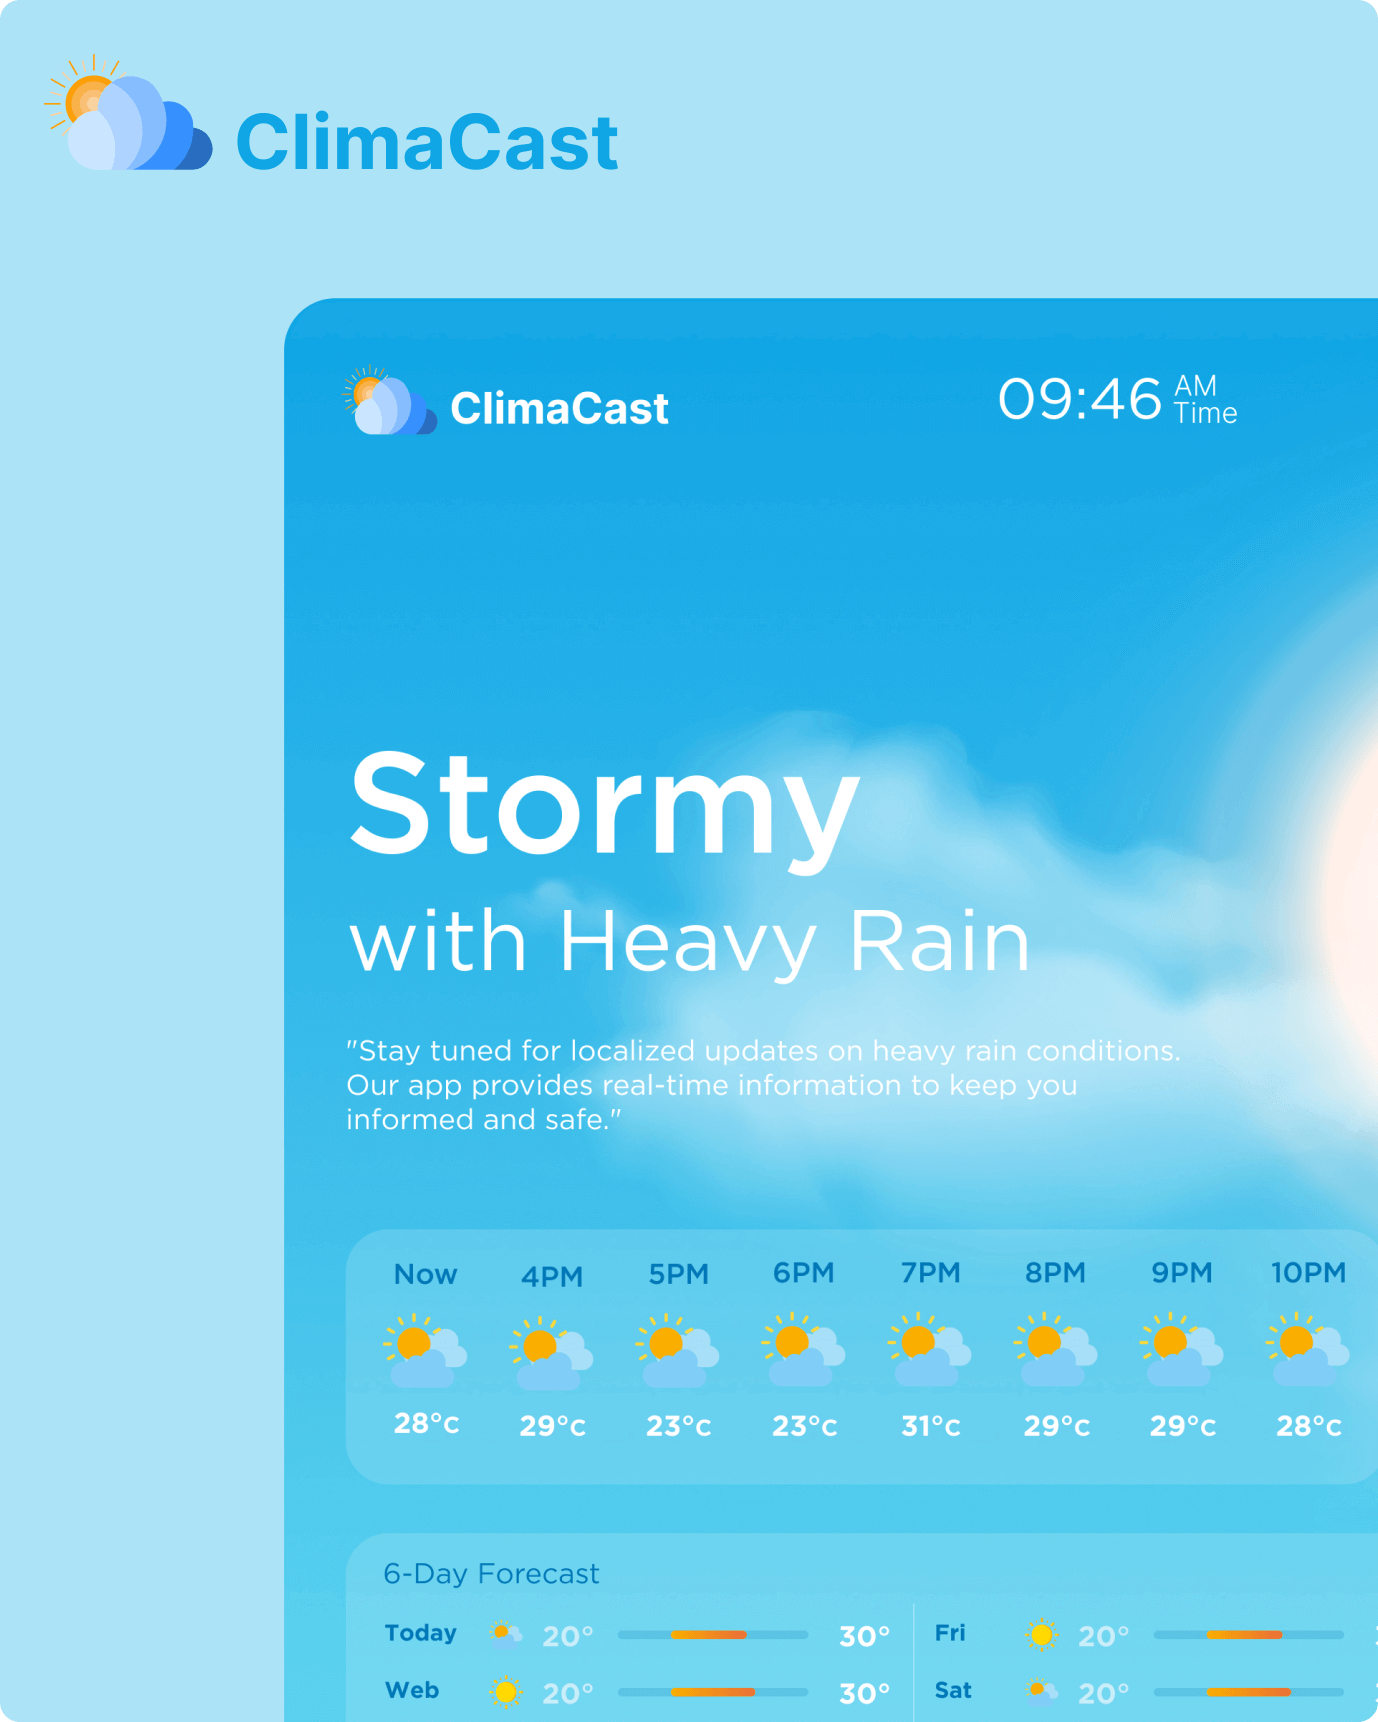 ClimaCast
ClimaCast
09:46 AM
Time
Stormy
with Heavy Rain
"Stay tuned for localized updates on heavy rain conditions.
Our app provides real-time information to keep you
informed and safe."
Now 4PM 5PM 6PM 7PM 8PM 9PM 10PM
28°c 29°c 23°c 23°c 31°c 29°c 29°c 28°c
6-Day Forecast
Today 20° 30° Fri 20°
Web 20° 30° Sat 20°